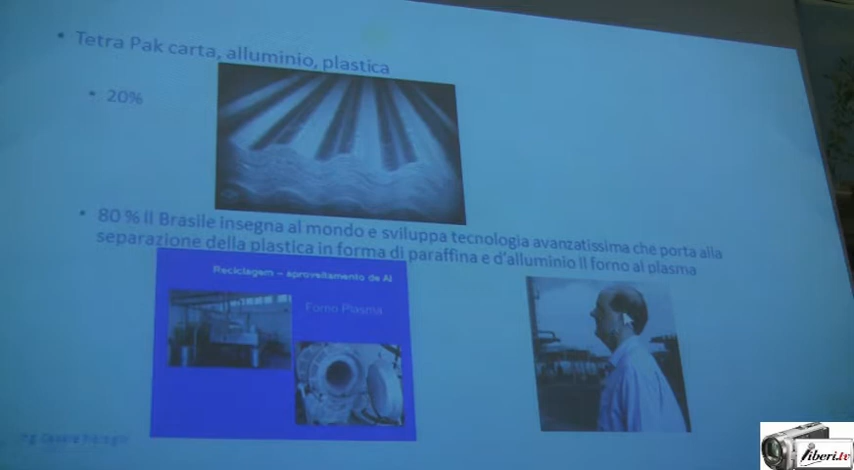 • Tetra Pak carta, alluminio, plastica
• 20%
• 80 % Il Brasile insegna al mondo e sviluppa tecnologia avanzatissima che porta alla
separazione della plastica in forma di paraffina e d'alluminio Il forno al plasma
Reciclagem – aproveitamento de Al
Forno Plasma
liberi.tv